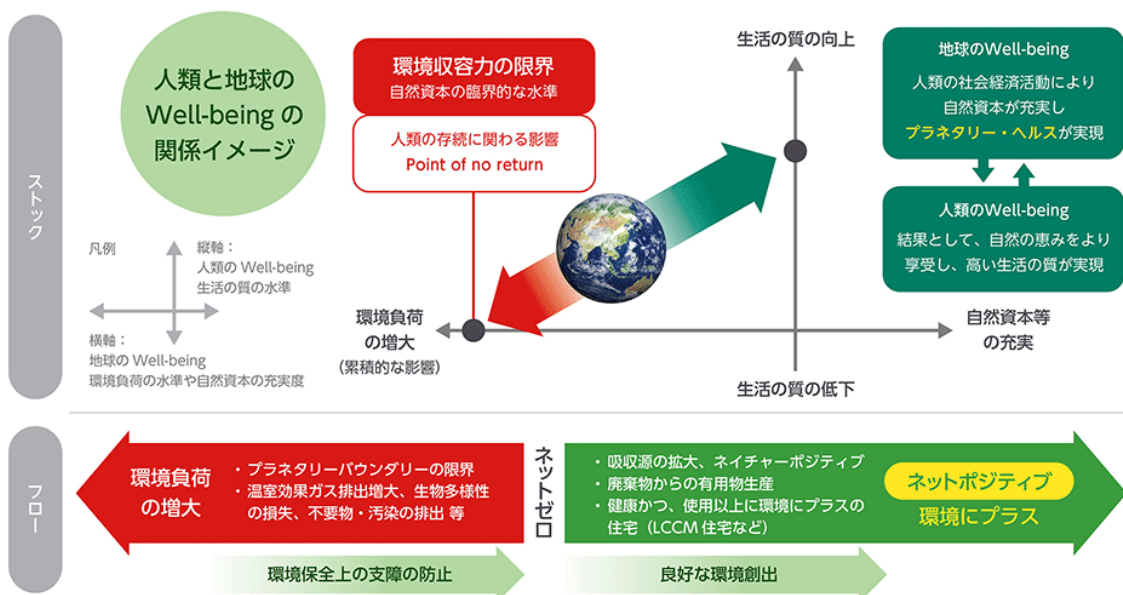 ストック
人類と地球の
Well-being の
関係イメージ
凡例
縦軸：
人類の Well-being
生活の質の水準
横軸：
地球の Well-being
環境負荷の水準や自然資本の充実度
環境収容力の限界
自然資本の臨界的な水準
人類の存続に関わる影響
Point of no return
生活の質の向上
環境負荷
の増大
(累積的な影響)
自然資本等
の充実
生活の質の低下
地球のWell-being
人類の社会経済活動により
自然資本が充実し
プラネタリー・ヘルスが実現
人類のWell-being
結果として、自然の恵みをより
享受し、高い生活の質が実現
フロー
環境負荷
の増大
・プラネタリーバウンダリーの限界
・温室効果ガス排出増大、生物多様性
の損失、不要物・汚染の排出 等
ネットゼロ
・吸収源の拡大、ネイチャーポジティブ
・廃棄物からの有用物生産
・健康かつ、使用以上に環境にプラスの
住宅（LCCM 住宅など）
ネットポジティブ
環境にプラス
環境保全上の支障の防止
良好な環境創出